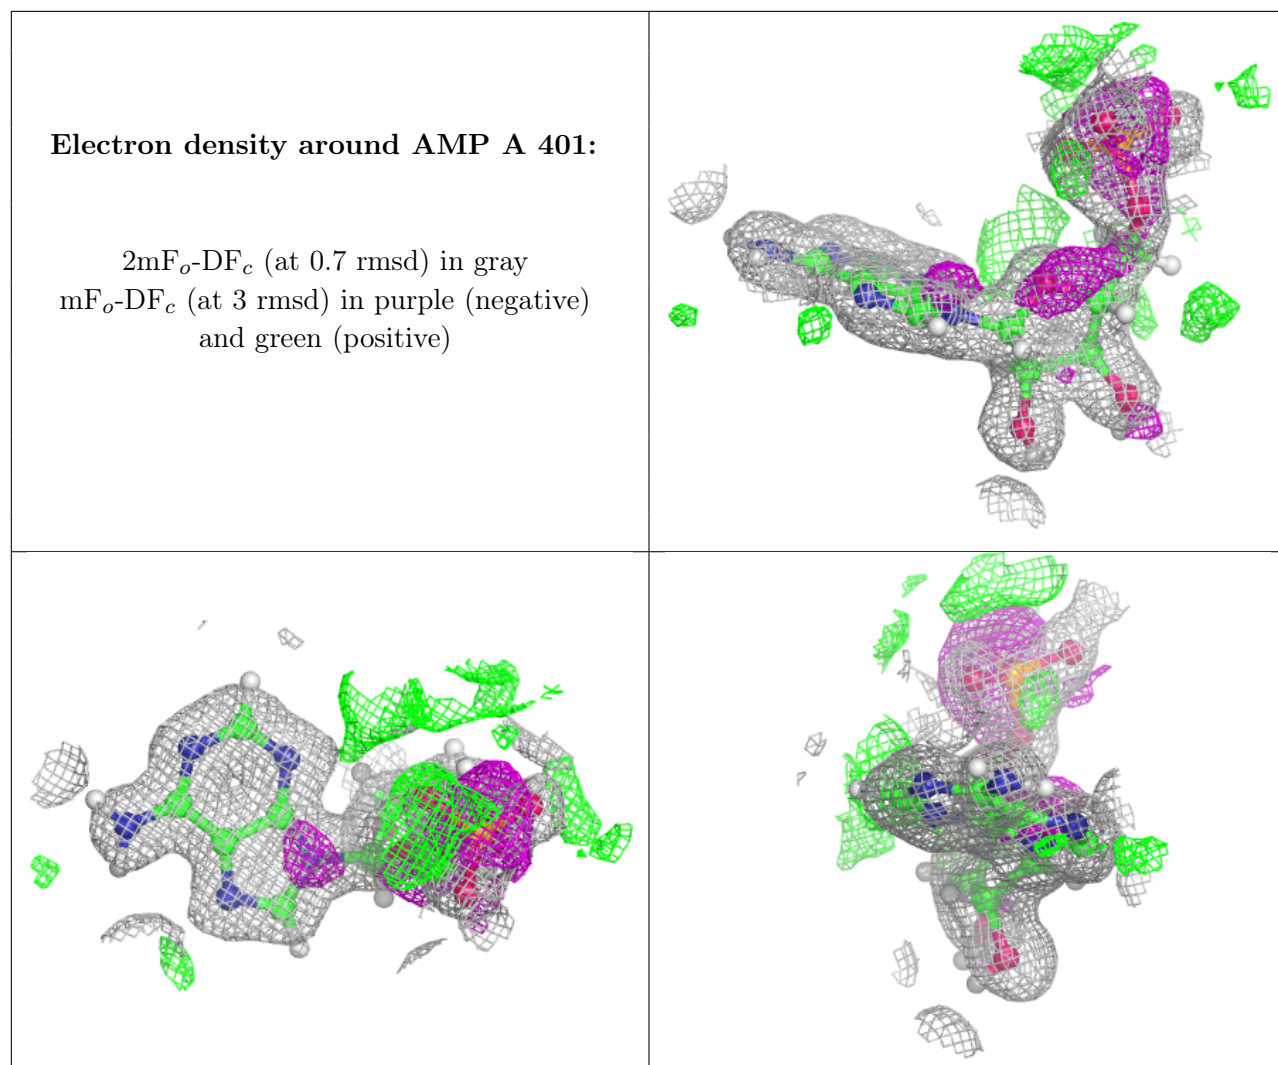 Electron density around AMP A 401:
2mFo-DFc (at 0.7 rmsd) in gray
mFo-DFc (at 3 rmsd) in purple (negative)
and green (positive)